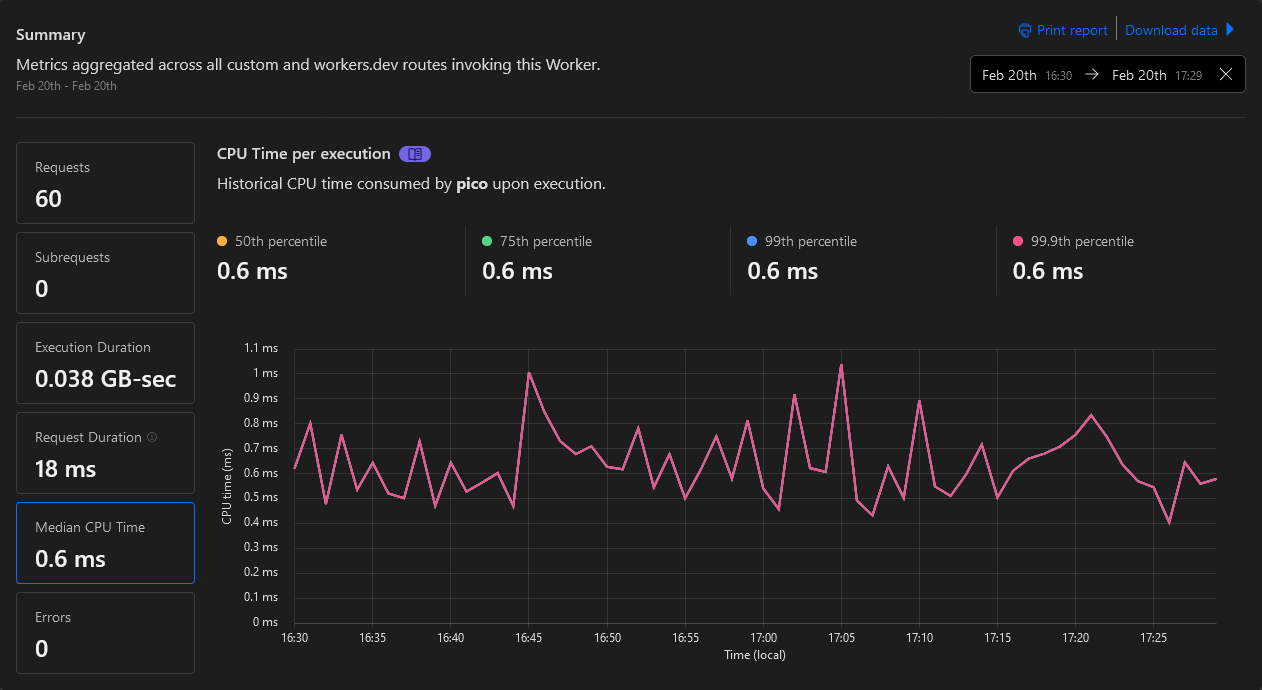 Summary
Print report
Download data
Metrics aggregated across all custom and workers.dev routes invoking this Worker.
Feb 20th - Feb 20th
Feb 20th 16:30 → Feb 20th 17:29
Requests
60
Subrequests
0
Execution Duration
0.038 GB-sec
Request Duration
18 ms
Median CPU Time
0.6 ms
Errors
0
CPU Time per execution
Historical CPU time consumed by pico upon execution.
50th percentile
0.6 ms
75th percentile
0.6 ms
99th percentile
0.6 ms
99.9th percentile
0.6 ms
CPU time (ms)
1.1 ms
1 ms
0.9 ms
0.8 ms
0.7 ms
0.6 ms
0.5 ms
0.4 ms
0.3 ms
0.2 ms
0.1 ms
0 ms
16:30 16:35 16:40 16:45 16:50 16:55 17:00 17:05 17:10 17:15 17:20 17:25
Time (local)